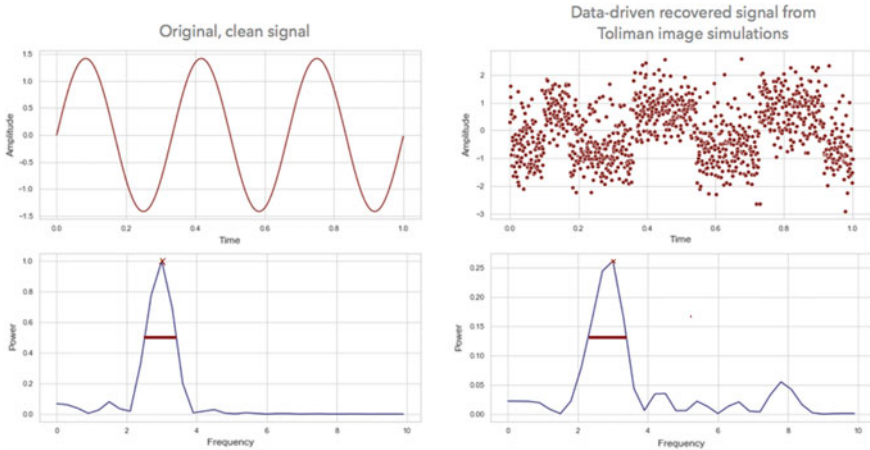 Original, clean signal
Data-driven recovered signal from
Toliman image simulations
1.5
1.0
0.5
0.0
−0.5
−1.0
−1.5
Amplitude
0.0 0.2 0.4 0.6 0.8 1.0
Time
2
1
0
−1
−2
−3
Amplitude
0.0 0.2 0.4 0.6 0.8 1.0
Time
1.0
0.8
0.6
0.4
0.2
0.0
Power
0 2 4 6 8 10
Frequency
0.25
0.20
0.15
0.10
0.05
0.00
Power
0 2 4 6 8 10
Frequency